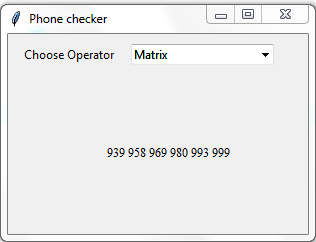 Phone checker
Choose Operator Matrix
939 958 969 980 993 999